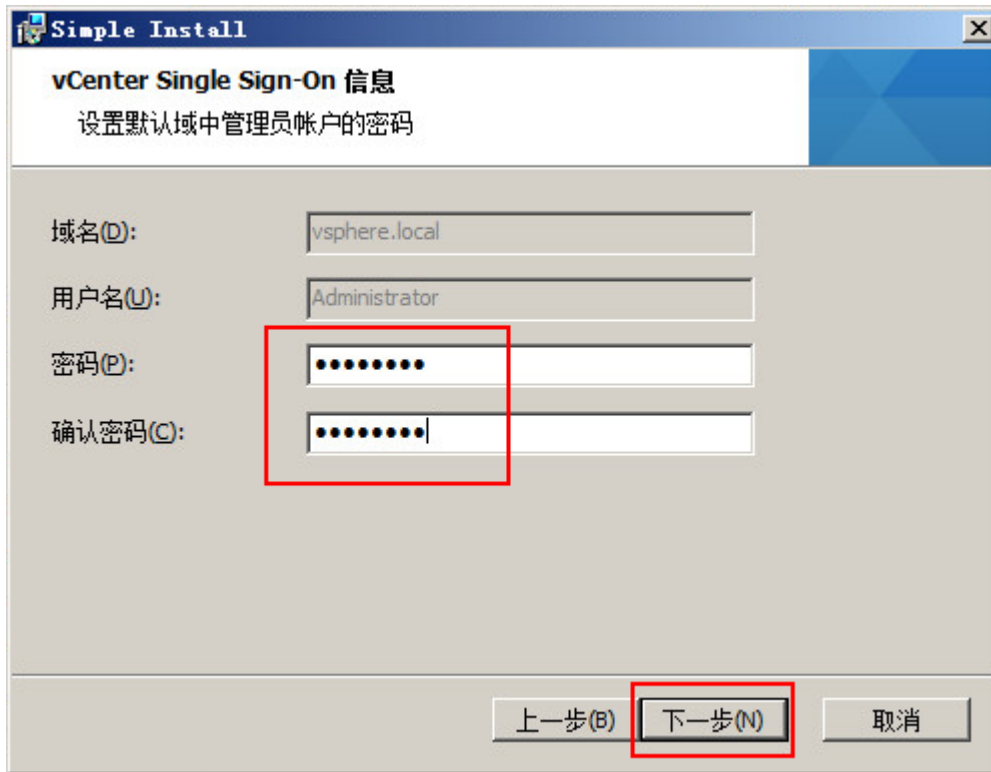 Simple Install
vCenter Single Sign-On 信息
设置默认域中管理员帐户的密码
域名(D): vsphere.local
用户名(U): Administrator
密码(P): ●●●●●●●●
确认密码(C): ●●●●●●●●
上一步(B) 下一步(N) 取消